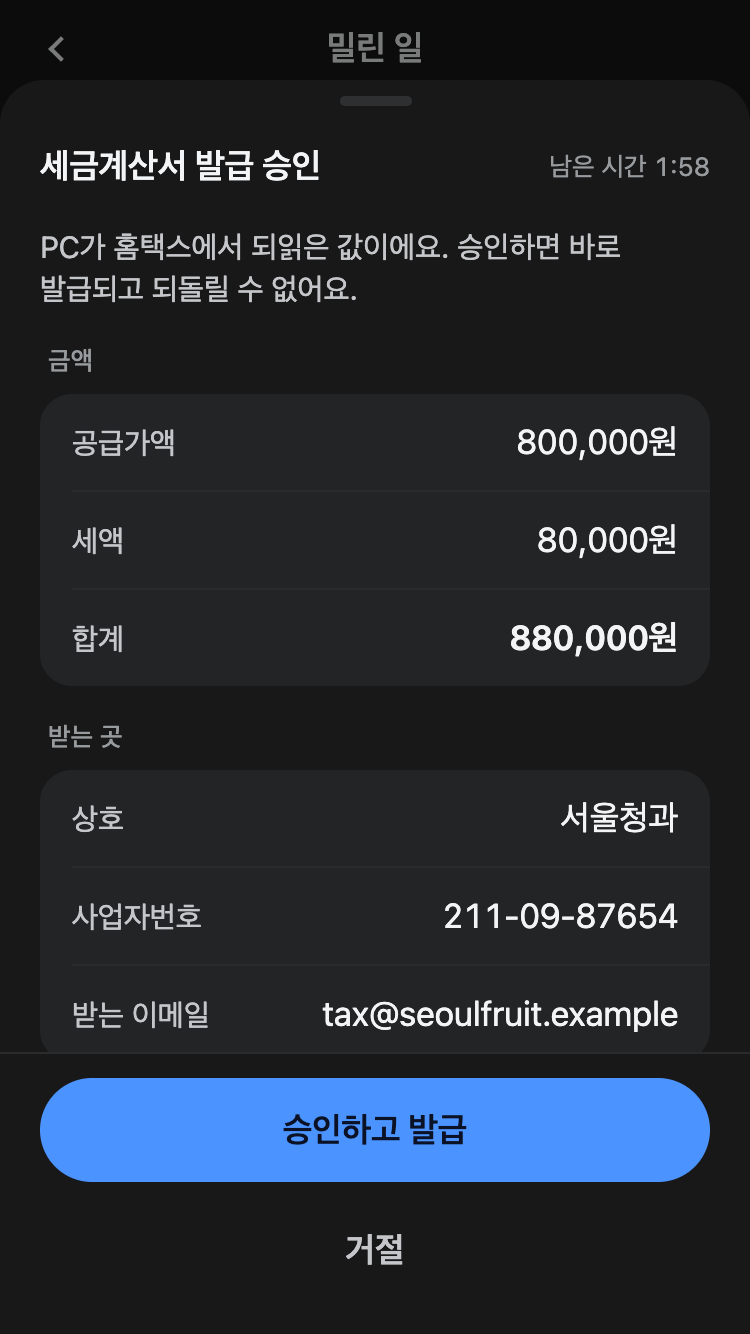 밀린 일
세금계산서 발급 승인
남은 시간 1:58
PC가 홈택스에서 되읽은 값이에요. 승인하면 바로
발급되고 되돌릴 수 없어요.
금액
공급가액 800,000원
세액 80,000원
합계 880,000원
받는 곳
상호 서울청과
사업자번호 211-09-87654
받는 이메일 tax@seoulfruit.example
승인하고 발급
거절